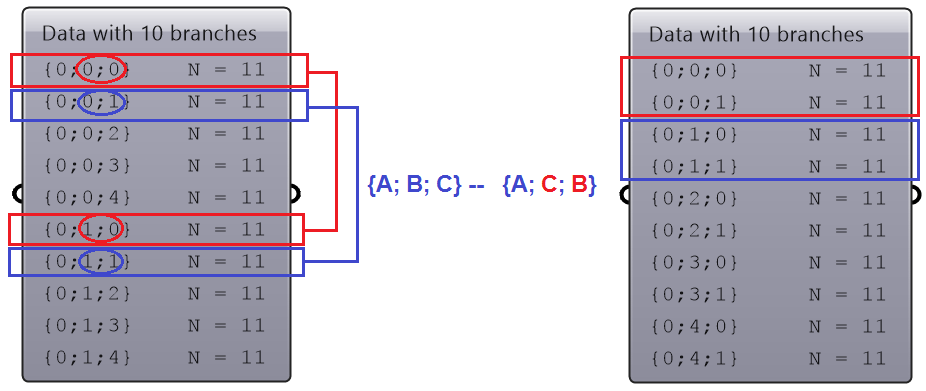 Data with 10 branches
{0;0;0} N = 11
{0;0;1} N = 11
{0;0;2} N = 11
{0;0;3} N = 11
{0;0;4} N = 11
{0;1;0} N = 11
{0;1;1} N = 11
{0;1;2} N = 11
{0;1;3} N = 11
{0;1;4} N = 11
{A; B; C} -- {A; C; B}
Data with 10 branches
{0;0;0} N = 11
{0;0;1} N = 11
{0;1;0} N = 11
{0;1;1} N = 11
{0;2;0} N = 11
{0;2;1} N = 11
{0;3;0} N = 11
{0;3;1} N = 11
{0;4;0} N = 11
{0;4;1} N = 11